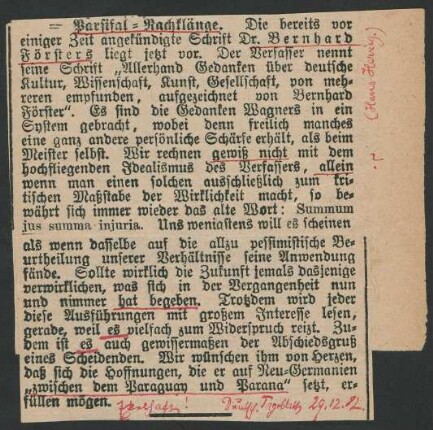 = Parsifal-Nachklänge. Die bereits vor
einiger Zeit angekündigte Schrift Dr. Bernhard
Försters liegt jetzt vor. Der Verfasser nennt
seine Schrift „Allerhand Gedanken über deutsche
Kultur, Wissenschaft, Kunst, Gesellschaft, von meh-
reren empfunden, aufgezeichnet von Bernhard
Förster“. Es sind die Gedanken Wagners in ein
System gebracht, wobei denn freilich manches
eine ganz andere persönliche Schärfe erhält, als beim
Meister selbst. Wir rechnen gewiß nicht mit dem
hochfliegenden Idealismus des Verfassers, allein
wenn man einen solchen ausschließlich zum kri-
tischen Maßstabe der Wirklichkeit macht, so be-
währt sich immer wieder das alte Wort: Summum
jus summa injuria. Uns wenigstens will es scheinen
als wenn dasselbe auf die allzu pessimistische Be-
urtheilung unserer Verhältnisse seine Anwendung
fände. Sollte wirklich die Zukunft jemals dasjenige
verwirklichen, was sich in der Vergangenheit nun
und nimmer hat begeben. Trotzdem wird jeder
diese Ausführungen mit großem Interesse lesen,
gerade, weil es vielfach zum Widerspruch reizt. Zu-
dem ist es auch gewissermaßen der Abschiedsgruß
eines Scheidenden. Wir wünschen ihm von Herzen,
daß sich die Hoffnungen, die er auf Neu-Germanien
„zwischen dem Paraguay und Parana“ setzt, er-
füllen mögen.
29.12.82.